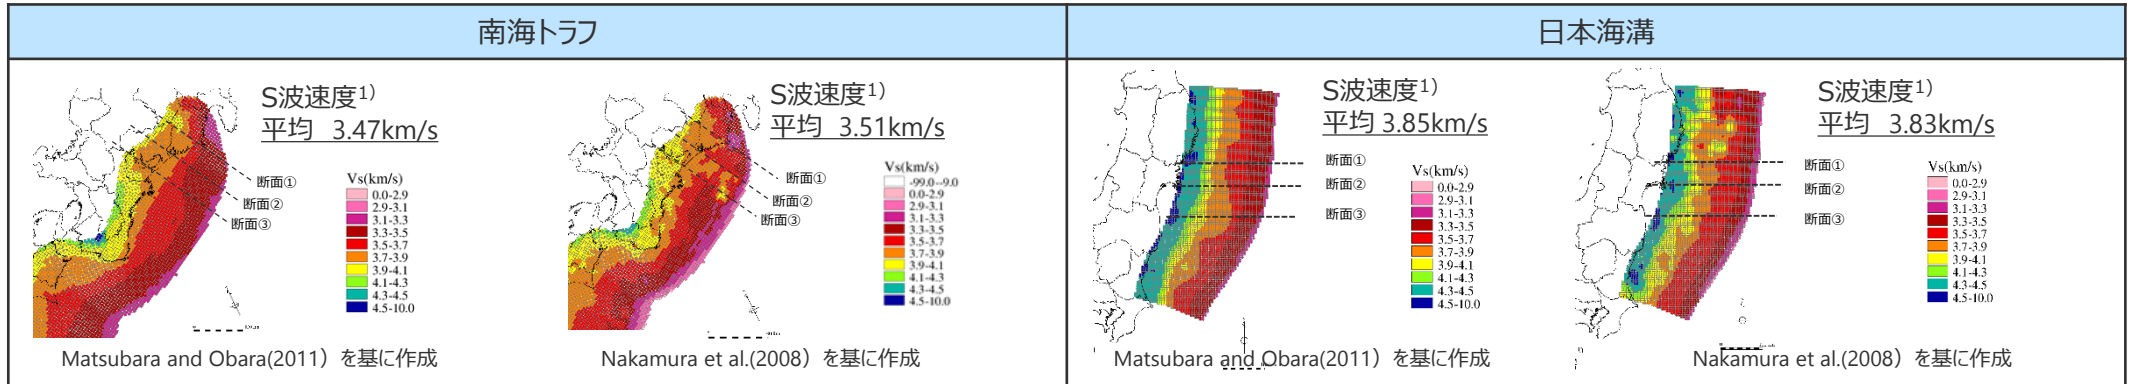 南海トラフ
日本海溝
S波速度1)
平均 3.47km/s
断面①
断面②
断面③
Vs(km/s)
0.0-2.9
2.9-3.1
3.1-3.3
3.3-3.5
3.5-3.7
3.7-3.9
3.9-4.1
4.1-4.3
4.3-4.5
4.5-10.0
Matsubara and Obara(2011）を基に作成
S波速度1)
平均 3.51km/s
断面①
断面②
断面③
Vs(km/s)
-99.0--9.0
0.0-2.9
2.9-3.1
3.1-3.3
3.3-3.5
3.5-3.7
3.7-3.9
3.9-4.1
4.1-4.3
4.3-4.5
4.5-10.0
Nakamura et al.(2008）を基に作成
S波速度1)
平均 3.85km/s
断面①
断面②
断面③
Vs(km/s)
0.0-2.9
2.9-3.1
3.1-3.3
3.3-3.5
3.5-3.7
3.7-3.9
3.9-4.1
4.1-4.3
4.3-4.5
4.5-10.0
Matsubara and Obara(2011）を基に作成
S波速度1)
平均 3.83km/s
断面①
断面②
断面③
Vs(km/s)
0.0-2.9
2.9-3.1
3.1-3.3
3.3-3.5
3.5-3.7
3.7-3.9
3.9-4.1
4.1-4.3
4.3-4.5
4.5-10.0
Nakamura et al.(2008）を基に作成